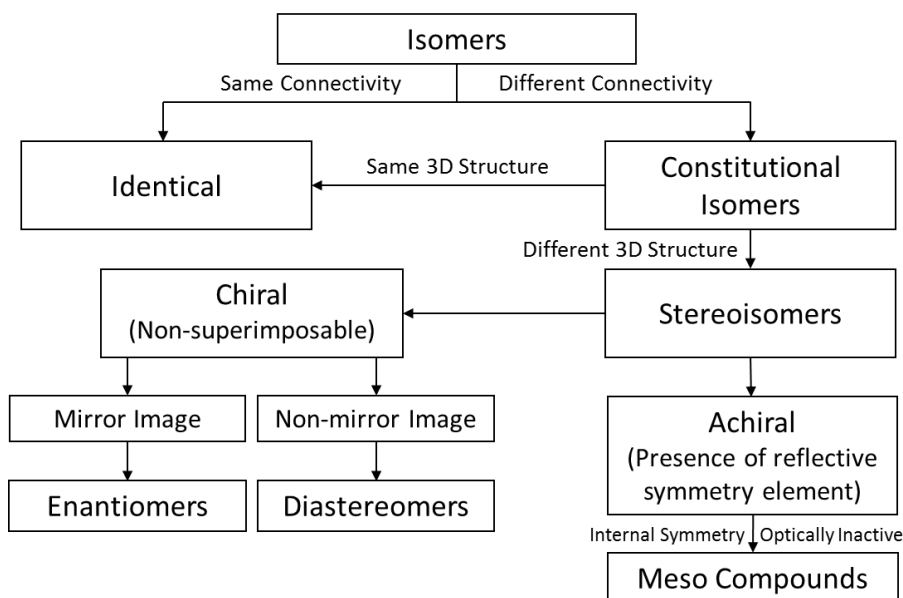 Isomers
Same Connectivity
Different Connectivity
Identical
Same 3D Structure
Constitutional
Isomers
Different 3D Structure
Chiral
(Non-superimposable)
Stereoisomers
Mirror Image
Non-mirror Image
Achiral
(Presence of reflective
symmetry element)
Enantiomers
Diastereomers
Internal Symmetry
Optically Inactive
Meso Compounds